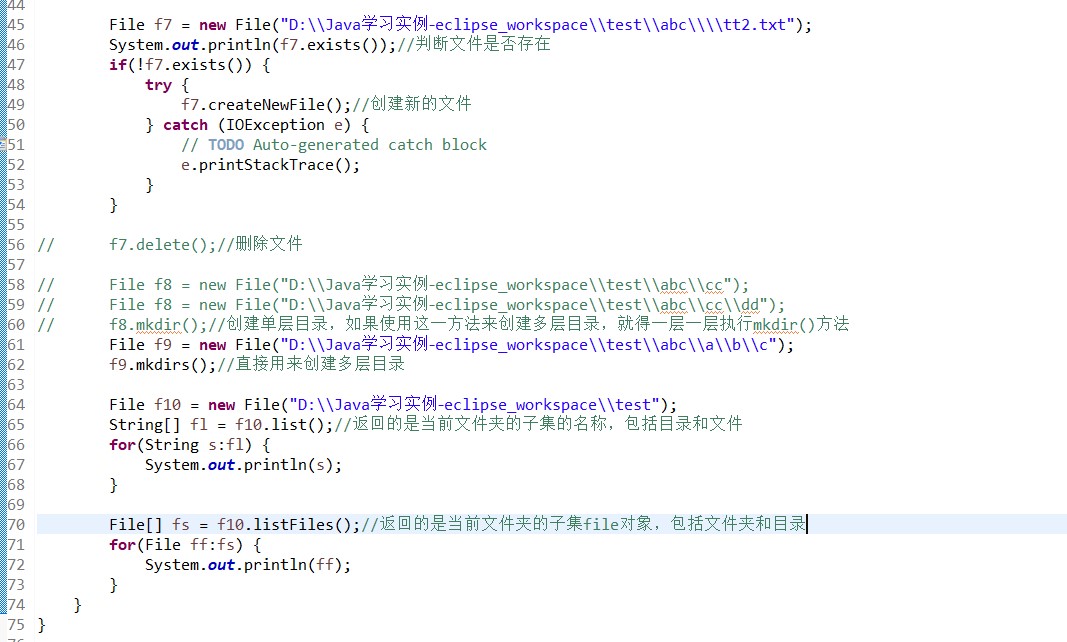 44
45         File f7 = new File("D:\\Java学习实例-eclipse_workspace\\test\\abc\\\\tt2.txt");
46         System.out.println(f7.exists());//判断文件是否存在
47         if(!f7.exists()) {
48             try {
49                 f7.createNewFile();//创建新的文件
50             } catch (IOException e) {
51                 // TODO Auto-generated catch block
52                 e.printStackTrace();
53             }
54         }
55
56 //      f7.delete();//删除文件
57
58 //      File f8 = new File("D:\\Java学习实例-eclipse_workspace\\test\\abc\\cc");
59 //      File f8 = new File("D:\\Java学习实例-eclipse_workspace\\test\\abc\\cc\\dd");
60 //      f8.mkdir();//创建单层目录，如果使用这一方法来创建多层目录，就得一层一层执行mkdir()方法
61         File f9 = new File("D:\\Java学习实例-eclipse_workspace\\test\\abc\\a\\b\\c");
62         f9.mkdirs();//直接用来创建多层目录
63
64         File f10 = new File("D:\\Java学习实例-eclipse_workspace\\test");
65         String[] fl = f10.list();//返回的是当前文件夹的子集的名称，包括目录和文件
66         for(String s:fl) {
67             System.out.println(s);
68         }
69
70         File[] fs = f10.listFiles();//返回的是当前文件夹的子集file对象，包括文件夹和目录
71         for(File ff:fs) {
72             System.out.println(ff);
73         }
74     }
75 }